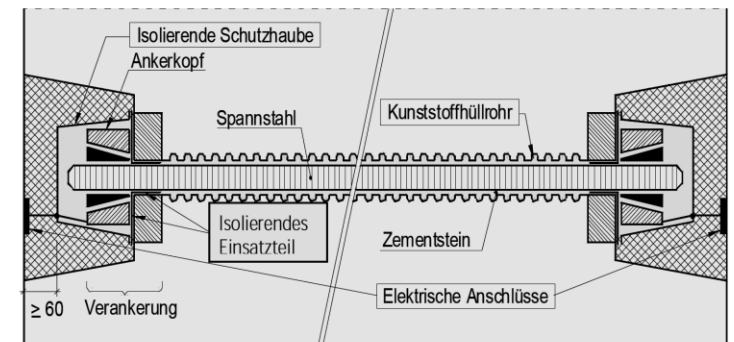 Isolierende Schutzhaube
Ankerkopf
Spannstahl
Kunststoffhüllrohr
Isolierendes
Einsatzteil
Zementstein
Elektrische Anschlüsse
≥ 60
Verankerung